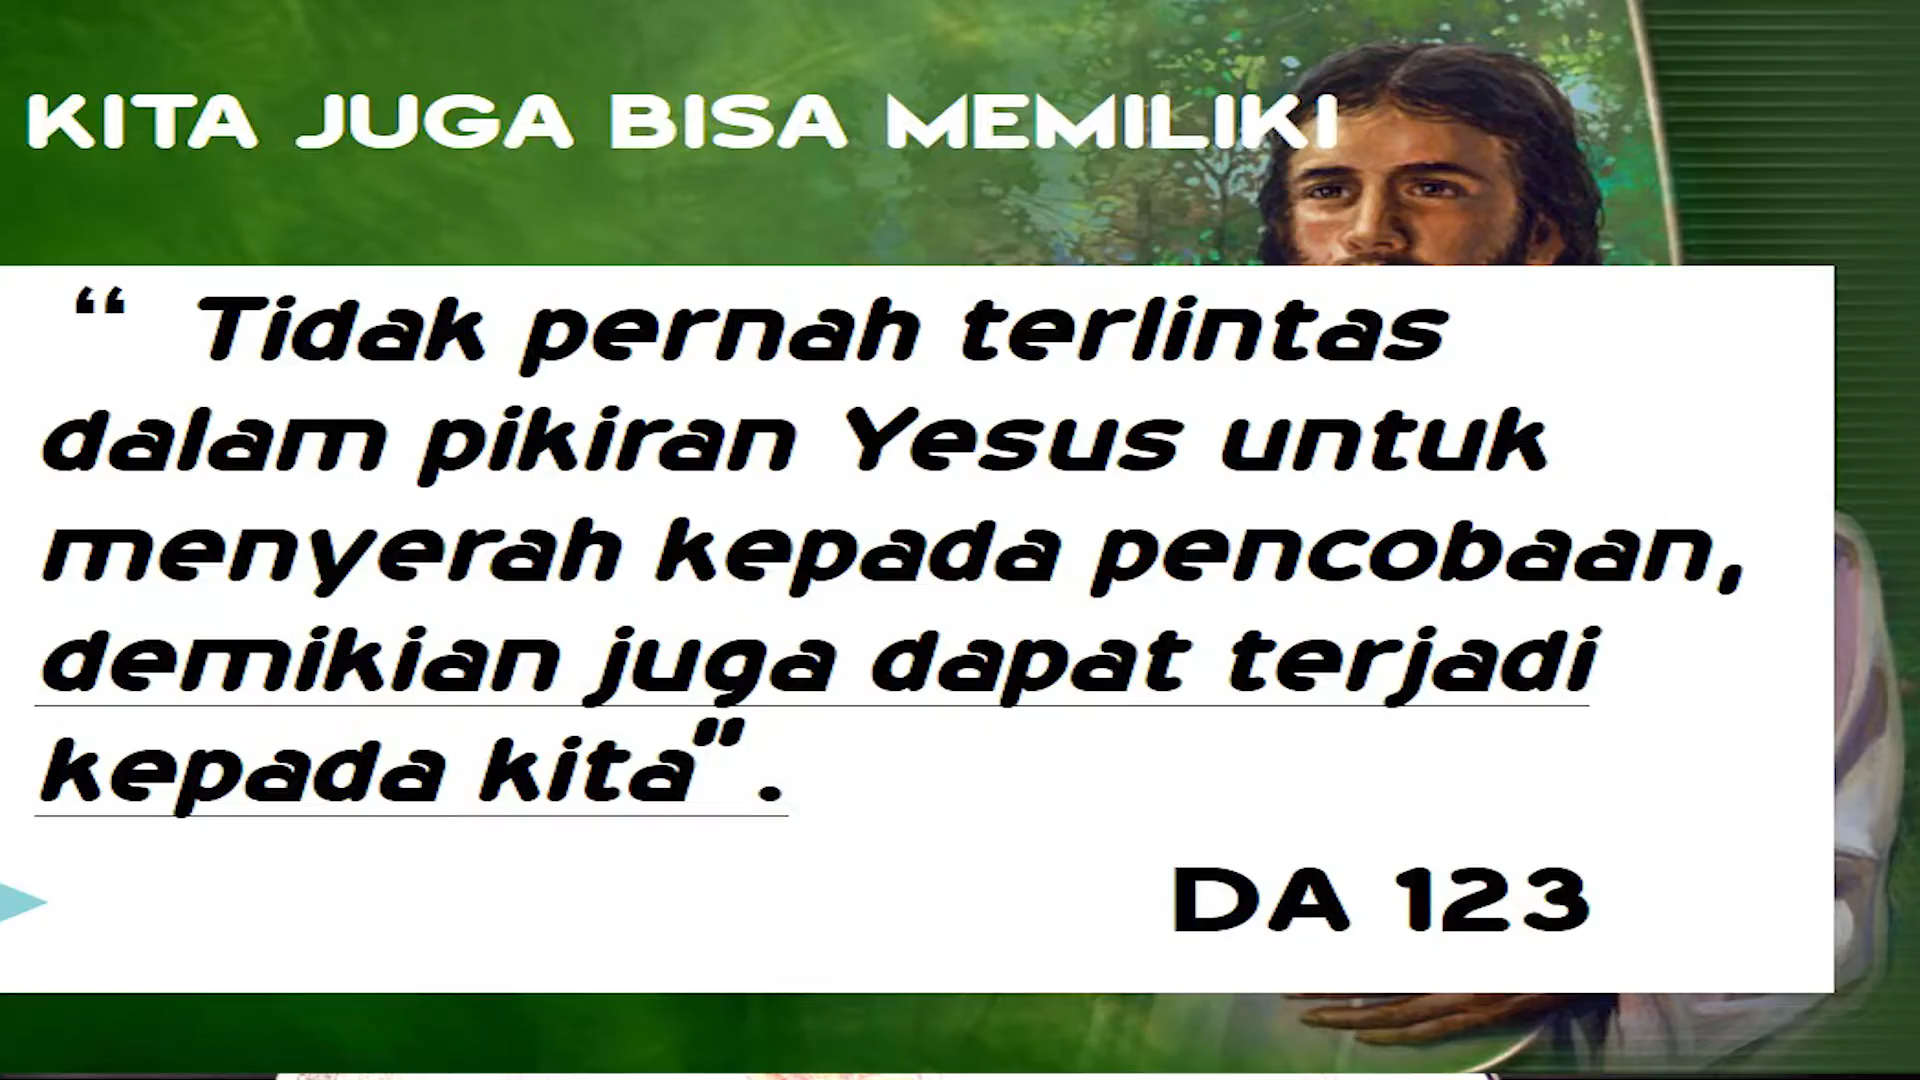 KITA JUGA BISA MEMILIKI
“ Tidak pernah terlintas
dalam pikiran Yesus untuk
menyerah kepada pencobaan,
demikian juga dapat terjadi
kepada kita”.
DA 123